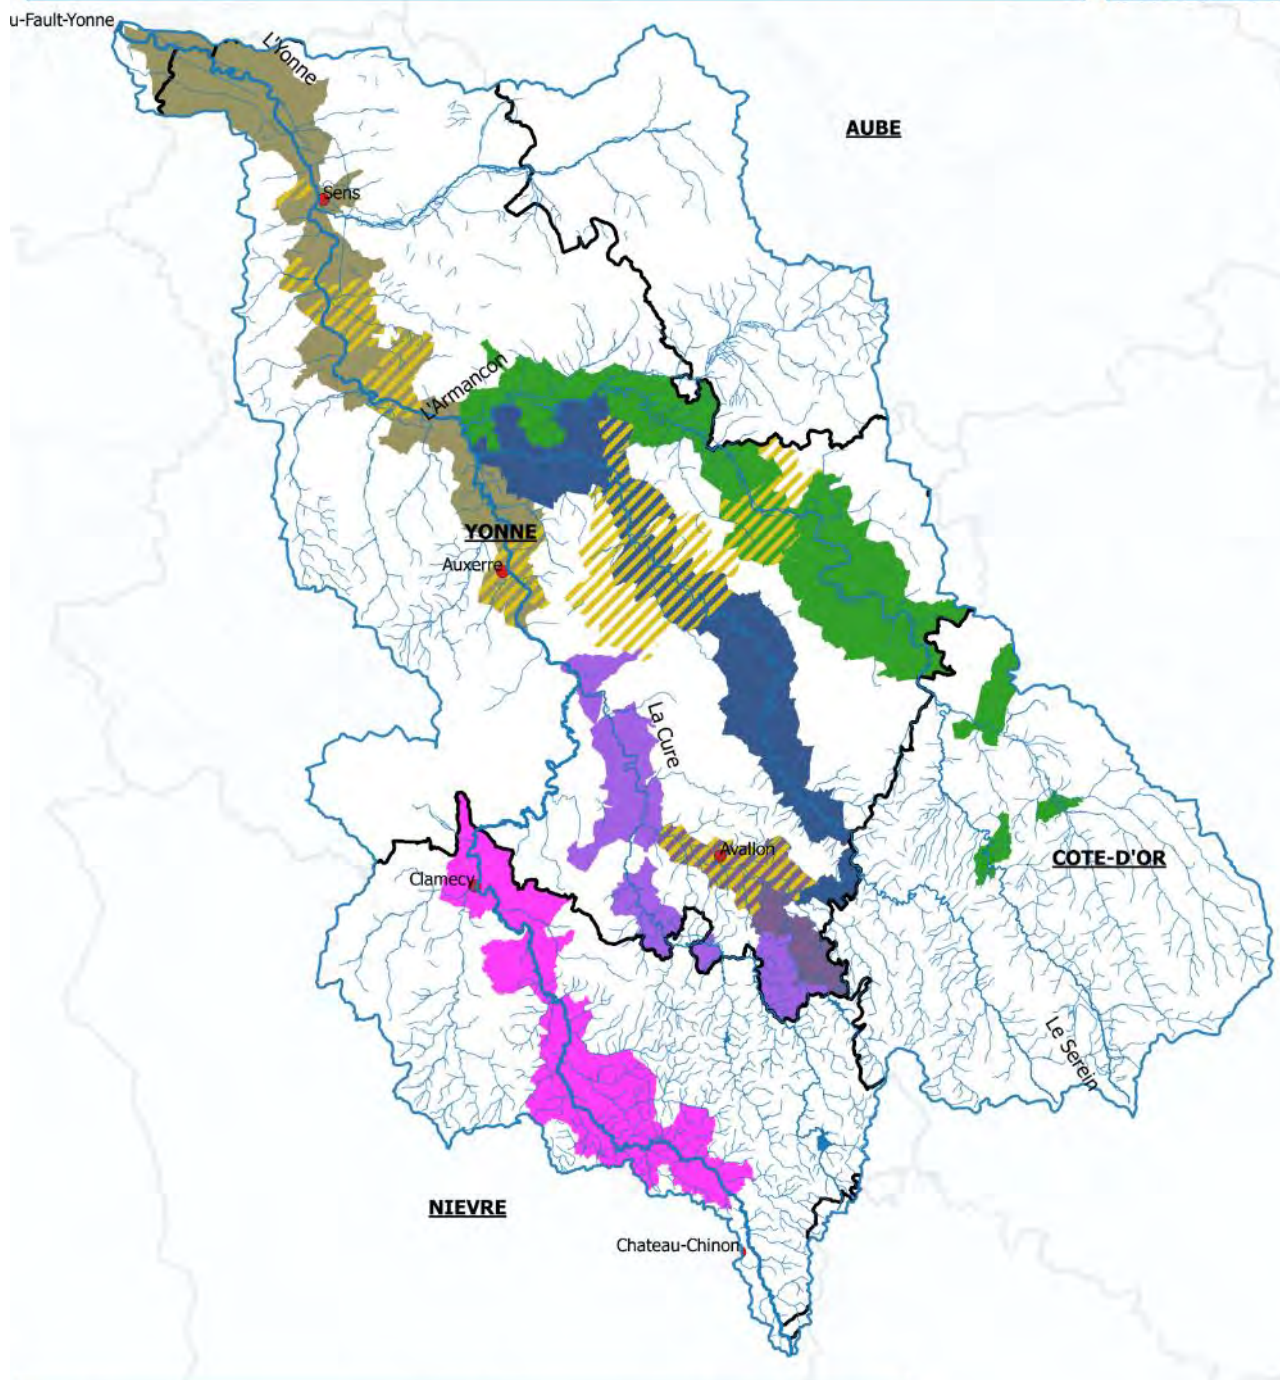 u-Fault-Yonne
L'Yonne
AUBE
Sens
L'Armancon
YONNE
Auxerre
La Cure
Avallon
COTE-D'OR
Clamecy
Le Serein
NIEVRE
Chateau-Chinon